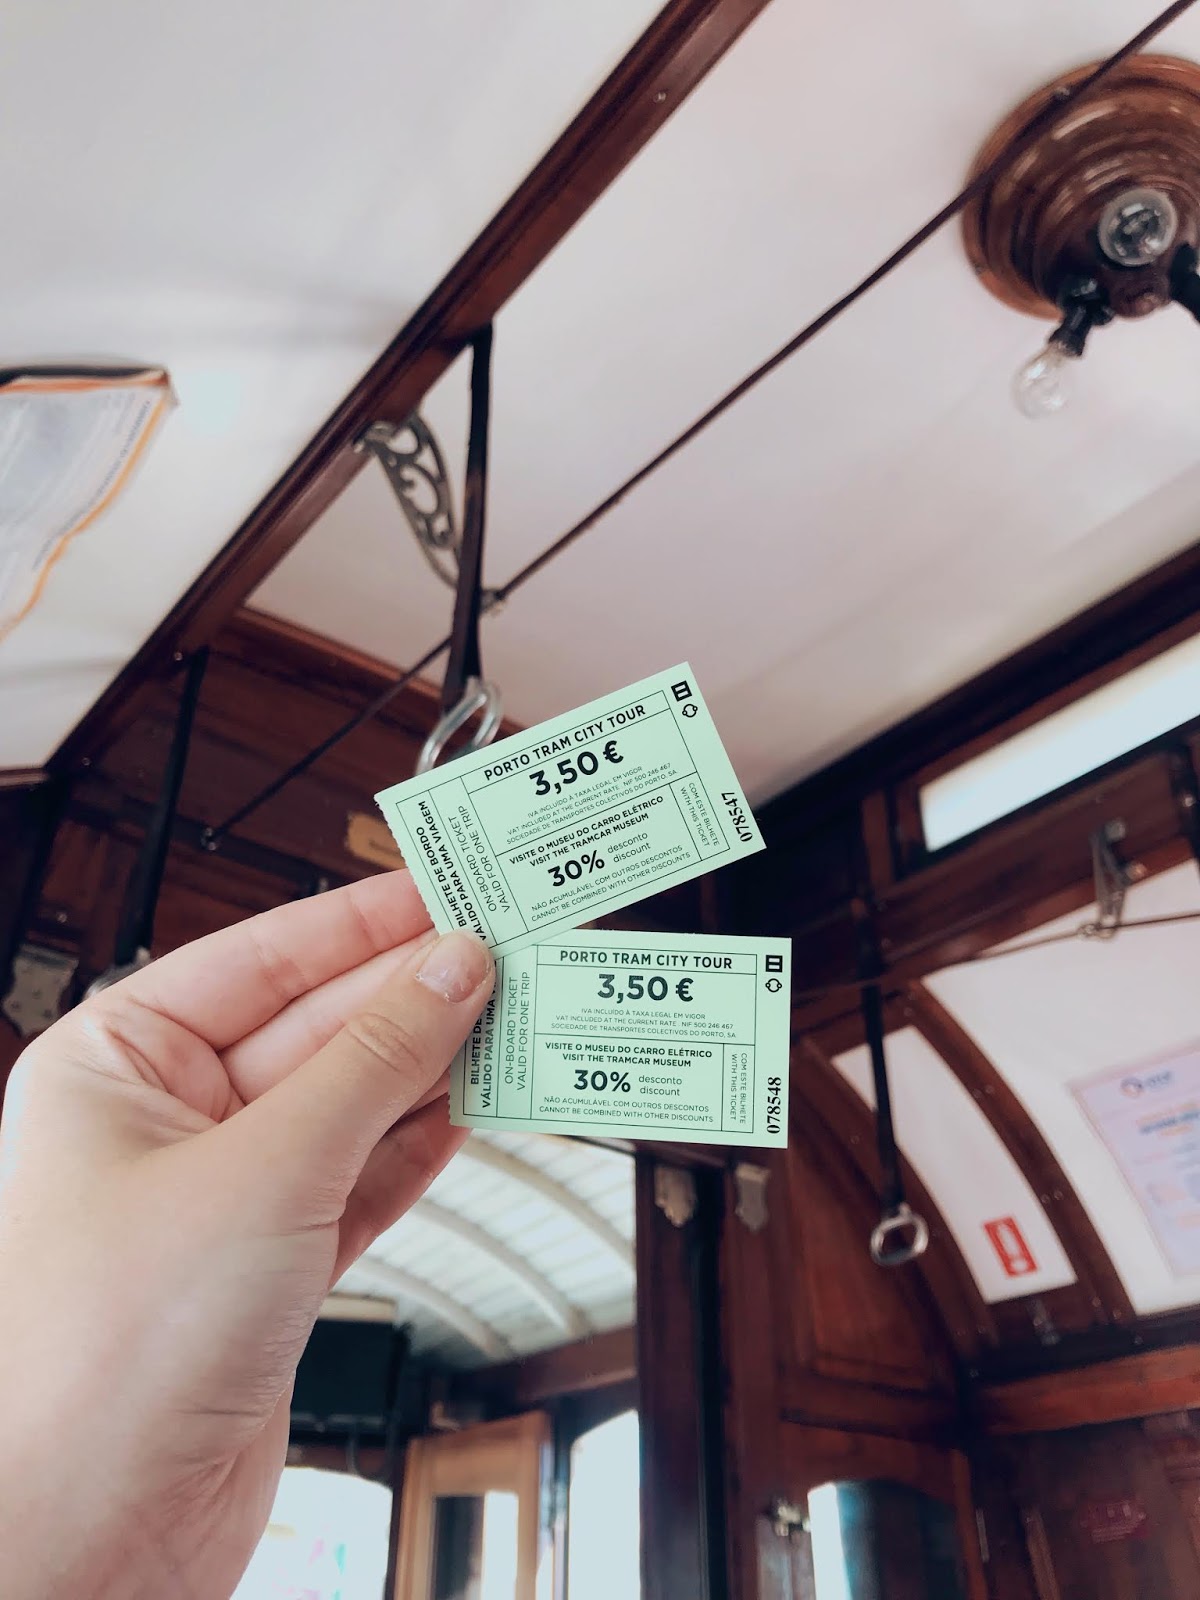 PORTO TRAM CITY TOUR
3,50 €
IVA INCLUIDO À TAXA LEGAL EM VIGOR
VAT INCLUDED AT THE CURRENT RATE . NIF 500 246 467
SOCIEDADE DE TRANSPORTES COLECTIVOS DO PORTO, SA
VISITE O MUSEU DO CARRO ELÉTRICO
VISIT THE TRAMCAR MUSEUM
30% desconto
discount
NÃO ACUMULÁVEL COM OUTROS DESCONTOS
CANNOT BE COMBINED WITH OTHER DISCOUNTS
COM ESTE BILHETE
WITH THIS TICKET
078547
BILHETE DE BORDO
VÁLIDO PARA UMA VIAGEM
ON-BOARD TICKET
VALID FOR ONE TRIP
PORTO TRAM CITY TOUR
3,50 €
IVA INCLUIDO À TAXA LEGAL EM VIGOR
VAT INCLUDED AT THE CURRENT RATE . NIF 500 246 467
SOCIEDADE DE TRANSPORTES COLECTIVOS DO PORTO, SA
VISITE O MUSEU DO CARRO ELÉTRICO
VISIT THE TRAMCAR MUSEUM
30% desconto
discount
NÃO ACUMULÁVEL COM OUTROS DESCONTOS
CANNOT BE COMBINED WITH OTHER DISCOUNTS
COM ESTE BILHETE
WITH THIS TICKET
078548
BILHETE DE
VÁLIDO PARA UMA
ON-BOARD TICKET
VALID FOR ONE TRIP